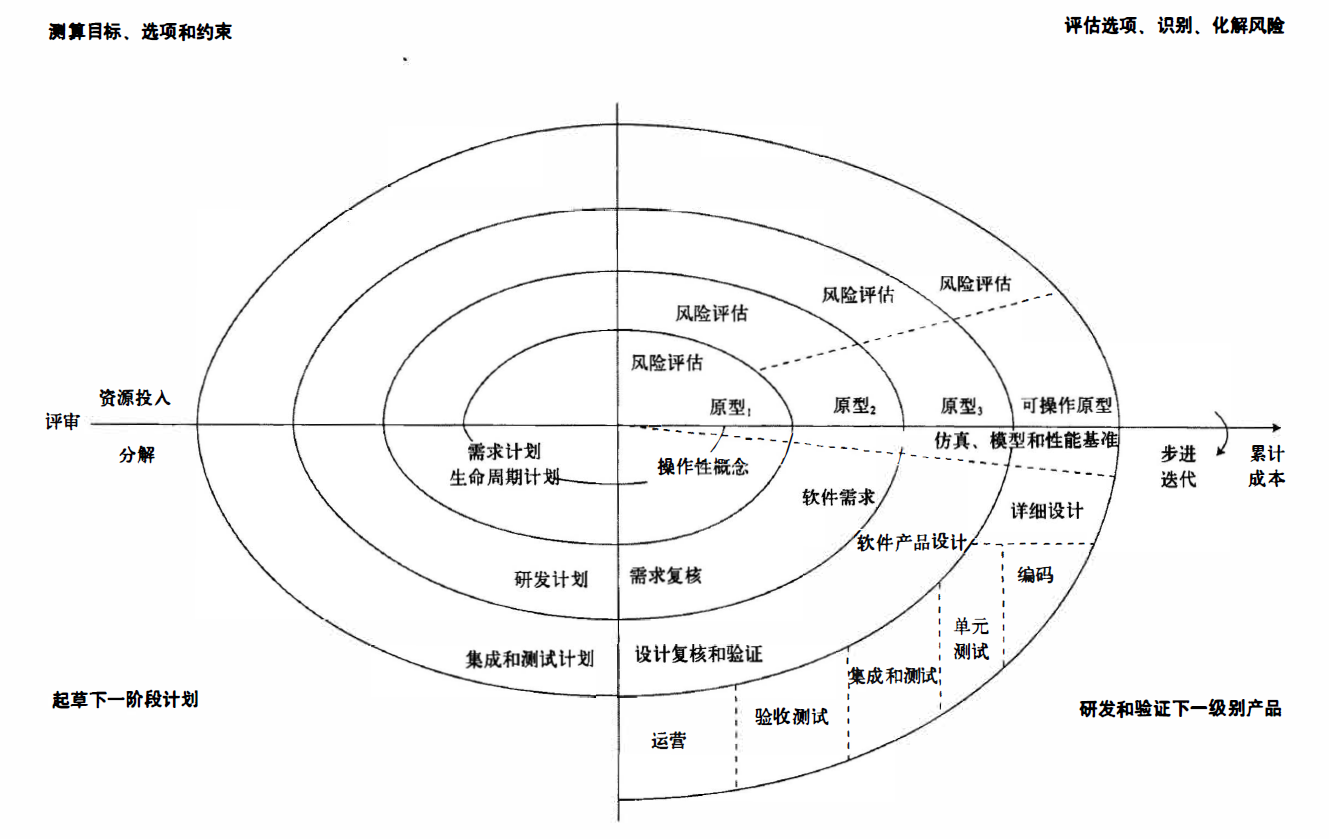 测算目标、选项和约束
评估选项、识别、化解风险
风险评估
风险评估
风险评估
风险评估
资源投入
评审
分解
原型1
原型2
原型3
可操作原型
仿真、模型和性能基准
步进
迭代
累计
成本
需求计划
生命周期计划
操作性概念
软件需求
详细设计
软件产品设计
编码
研发计划
需求复核
单元
测试
集成和测试计划
设计复核和验证
集成和测试
起草下一阶段计划
研发和验证下一级别产品
验收测试
运营